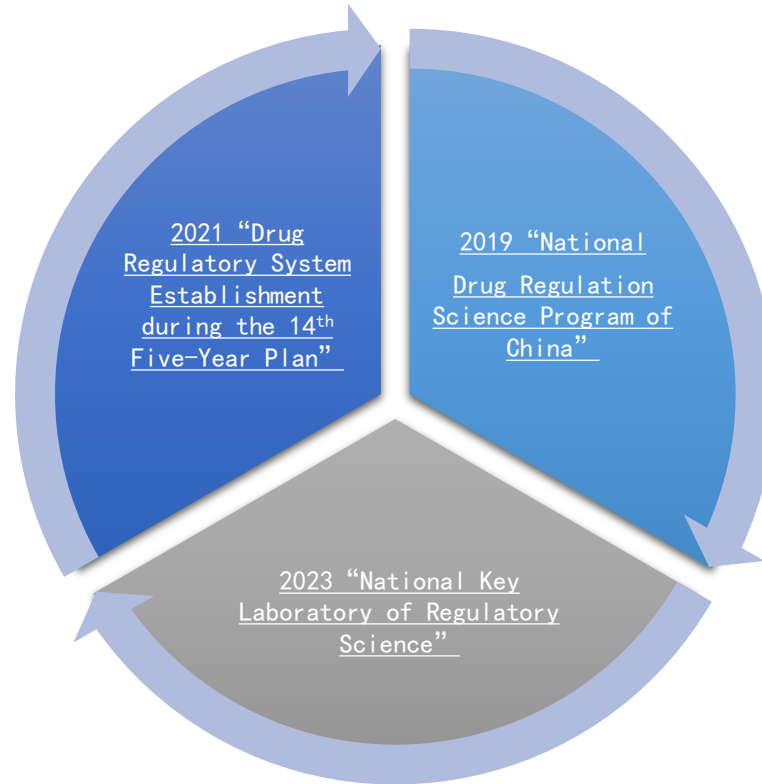 2021 “Drug
Regulatory System
Establishment
during the 14th
Five-Year Plan”
2019 “National
Drug Regulation
Science Program of
China”
2023 “National Key
Laboratory of Regulatory
Science”